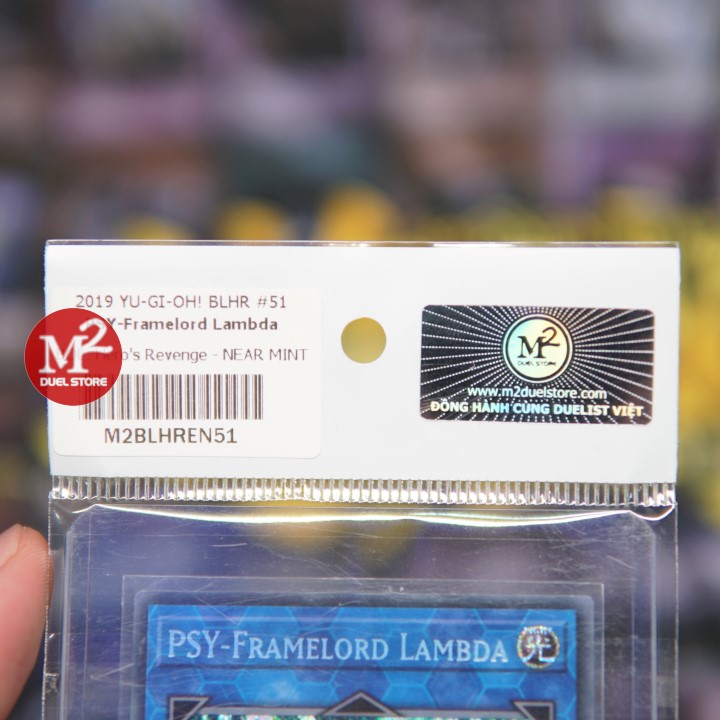 2019 YU-GI-OH! BLHR #51
Y-Framelord Lambda
Revenge - NEAR MINT
M2BLHREN51
M2
DUEL STORE
M2
DUEL STORE
www.m2duelstore.com
ĐỒNG HÀNH CÙNG DUELIST VIỆT
PSY-FRAMELORD LAMBDA
光